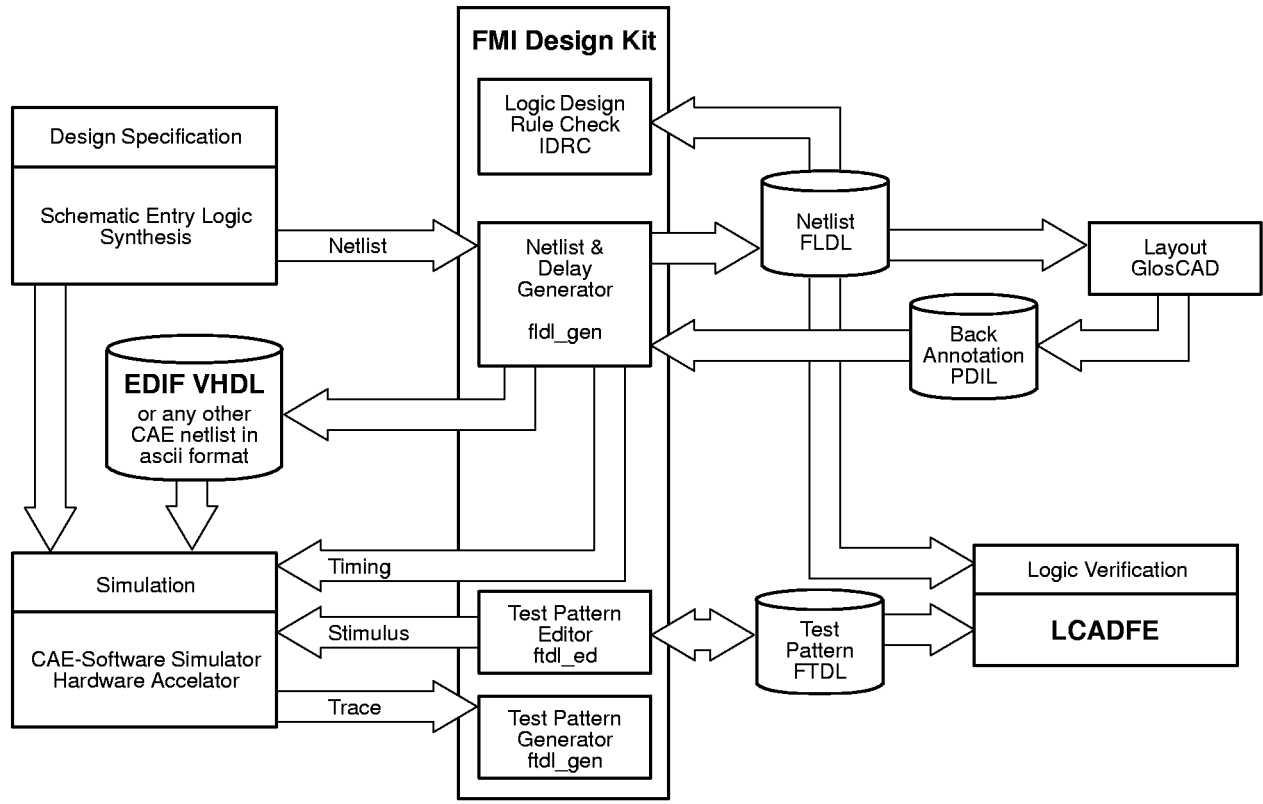 FMI Design Kit
Logic Design
Rule Check
IDRC
Design Specification
Schematic Entry Logic
Synthesis
Netlist
Netlist &
Delay
Generator
fldl_gen
Netlist
FLDL
Layout
GlosCAD
Back
Annotation
PDIL
EDIF VHDL
or any other
CAE netlist in
ascii format
Timing
Simulation
CAE-Software Simulator
Hardware Accelator
Stimulus
Trace
Test Pattern
Editor
ftdl_ed
Test Pattern
Generator
ftdl_gen
Test
Pattern
FTDL
Logic Verification
LCADFE